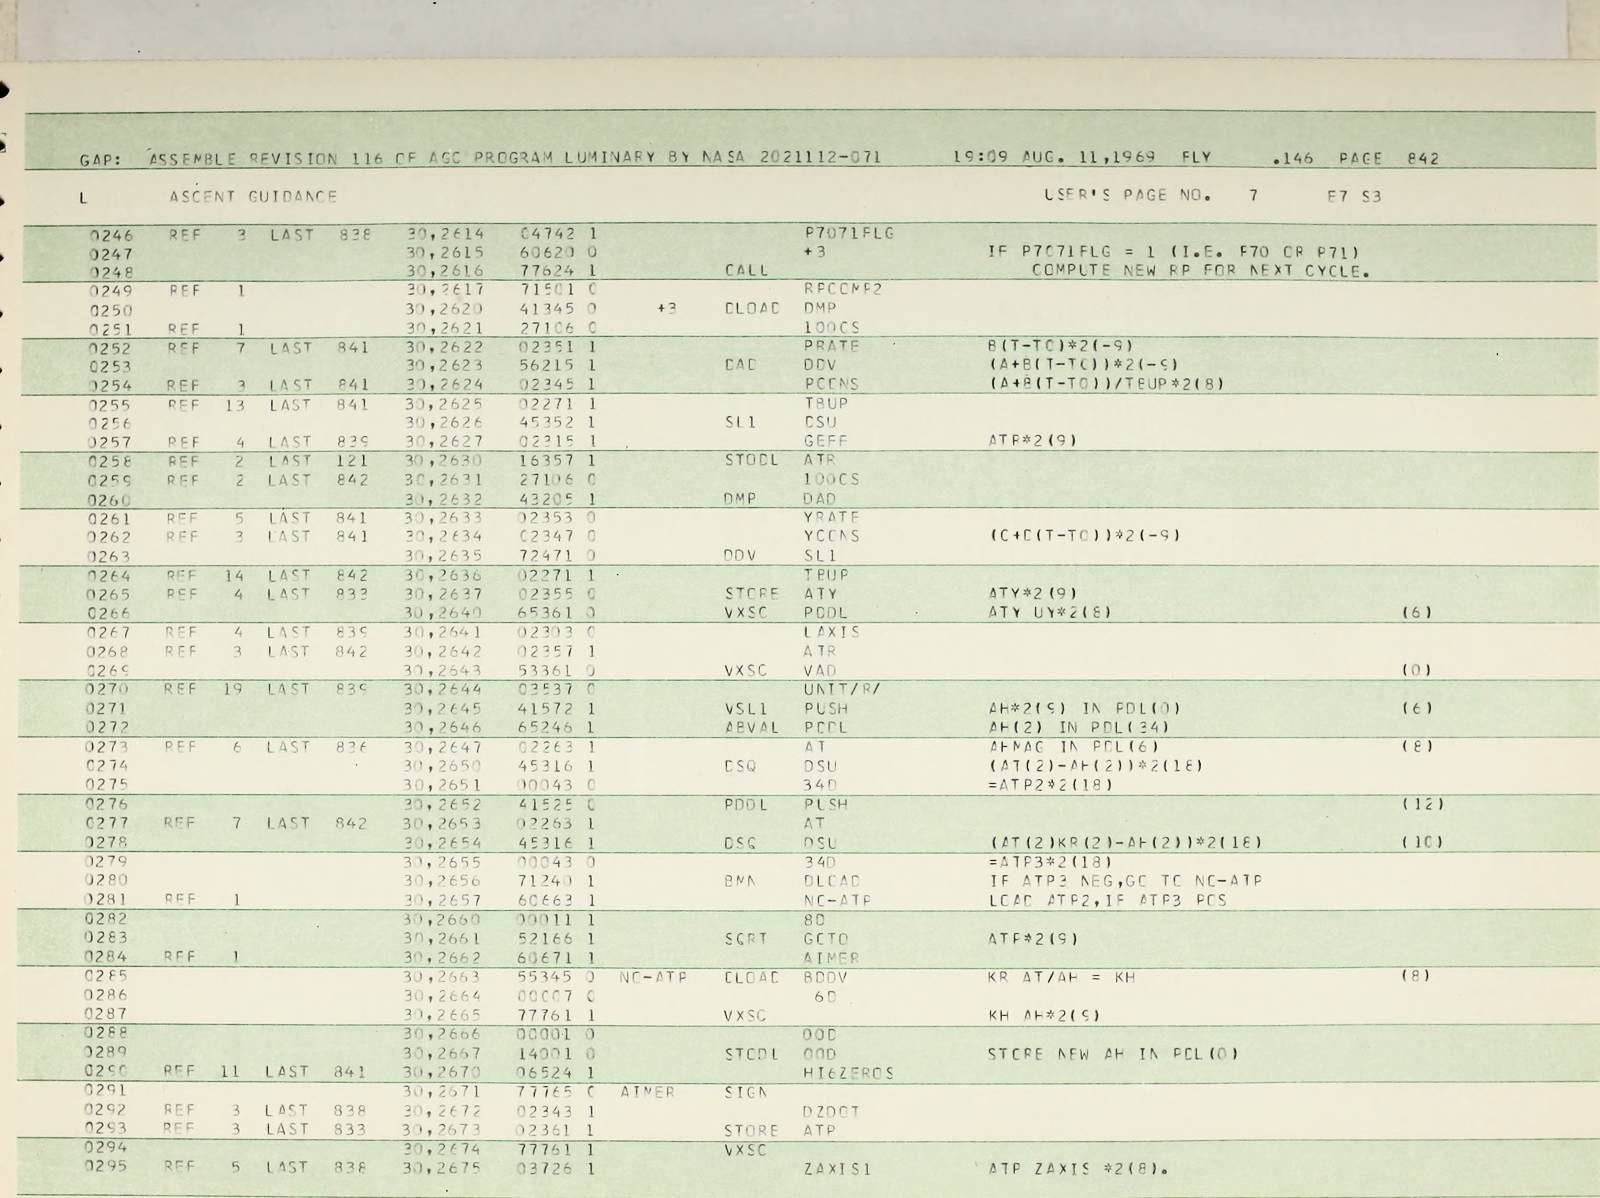 GAP: ASSEMBLE REVISION 116 OF AGC PROGRAM LUMINARY BY NASA 2021112-071 19:09 AUG. 11,1969 FLY .146 PAGE 842
L ASCENT GUIDANCE USER'S PAGE NO. 7 E7 S3
0246 REF 3 LAST 838 30,2614 04742 1 P7071FLG
0247 30,2615 60620 0 +3 IF P7071FLG = 1 (I.E. P70 OR P71)
0248 30,2616 77624 1 CALL COMPUTE NEW RP FOR NEXT CYCLE.
0249 REF 1 30,2617 71501 0 RPCOMP2
0250 30,2620 41345 0 +3 DLOAD DMP
0251 REF 1 30,2621 27106 0 100CS
0252 REF 7 LAST 841 30,2622 02351 1 PRATE B(T-TO)*2(-9)
0253 30,2623 56215 1 DAD DDV (A+B(T-TO))*2(-9)
0254 REF 3 LAST 841 30,2624 02345 1 PCONS (A+B(T-TO))/TBUP*2(8)
0255 REF 13 LAST 841 30,2625 02271 1 TBUP
0256 30,2626 45352 1 SL1 DSU
0257 REF 4 LAST 839 30,2627 02315 1 GEFF ATR*2(9)
0258 REF 2 LAST 121 30,2630 16357 1 STODL ATR
0259 REF 2 LAST 842 30,2631 27106 0 100CS
0260 30,2632 43205 1 DMP DAD
0261 REF 5 LAST 841 30,2633 02353 0 YRATE
0262 REF 3 LAST 841 30,2634 02347 0 YCONS (C+D(T-TO))*2(-9)
0263 30,2635 72471 0 DDV SL1
0264 REF 14 LAST 842 30,2636 02271 1 TBUP
0265 REF 4 LAST 833 30,2637 02355 0 STORE ATY ATY*2(9)
0266 30,2640 65361 0 VXSC PDDL ATY UY*2(8) (6)
0267 REF 4 LAST 839 30,2641 02303 0 LAXIS
0268 REF 3 LAST 842 30,2642 02357 1 ATR
0269 30,2643 53361 0 VXSC VAD (0)
0270 REF 19 LAST 839 30,2644 03537 0 UNIT/R/
0271 30,2645 41572 1 VSL1 PUSH AH*2(9) IN PDL(0) (6)
0272 30,2646 65246 1 ABVAL PDDL AH(2) IN PDL(34)
0273 REF 6 LAST 836 30,2647 02263 1 AT AHMAG IN PDL(6) (8)
0274 30,2650 45316 1 DSQ DSU (AT(2)-AH(2))*2(18)
0275 30,2651 00043 0 34D =ATP2*2(18)
0276 30,2652 41525 0 PDDL PUSH (12)
0277 REF 7 LAST 842 30,2653 02263 1 AT
0278 30,2654 45316 1 DSQ DSU (AT(2)KR(2)-AH(2))*2(18) (10)
0279 30,2655 00043 0 34D =ATP3*2(18)
0280 30,2656 71240 1 BMN DLOAD IF ATP3 NEG,GO TO NO-ATP
0281 REF 1 30,2657 60663 1 NO-ATP LOAD ATP2,IF ATP3 POS
0282 30,2660 00011 1 8D
0283 30,2661 52166 1 SQRT GOTO ATP*2(9)
0284 REF 1 30,2662 60671 1 AIMER
0285 30,2663 55345 0 NO-ATP DLOAD BDDV KR AT/AH = KH (8)
0286 30,2664 00007 0 6D
0287 30,2665 77761 1 VXSC KH AH*2(9)
0288 30,2666 00001 0 00D
0289 30,2667 14001 0 STODL 00D STORE NEW AH IN PDL(0)
0290 REF 11 LAST 841 30,2670 06524 1 HI6ZEROS
0291 30,2671 77765 0 AIMER SIGN
0292 REF 3 LAST 838 30,2672 02343 1 DZDOT
0293 REF 3 LAST 833 30,2673 02361 1 STORE ATP
0294 30,2674 77761 1 VXSC
0295 REF 5 LAST 838 30,2675 03726 1 ZAXIS1 ATP ZAXIS *2(8).